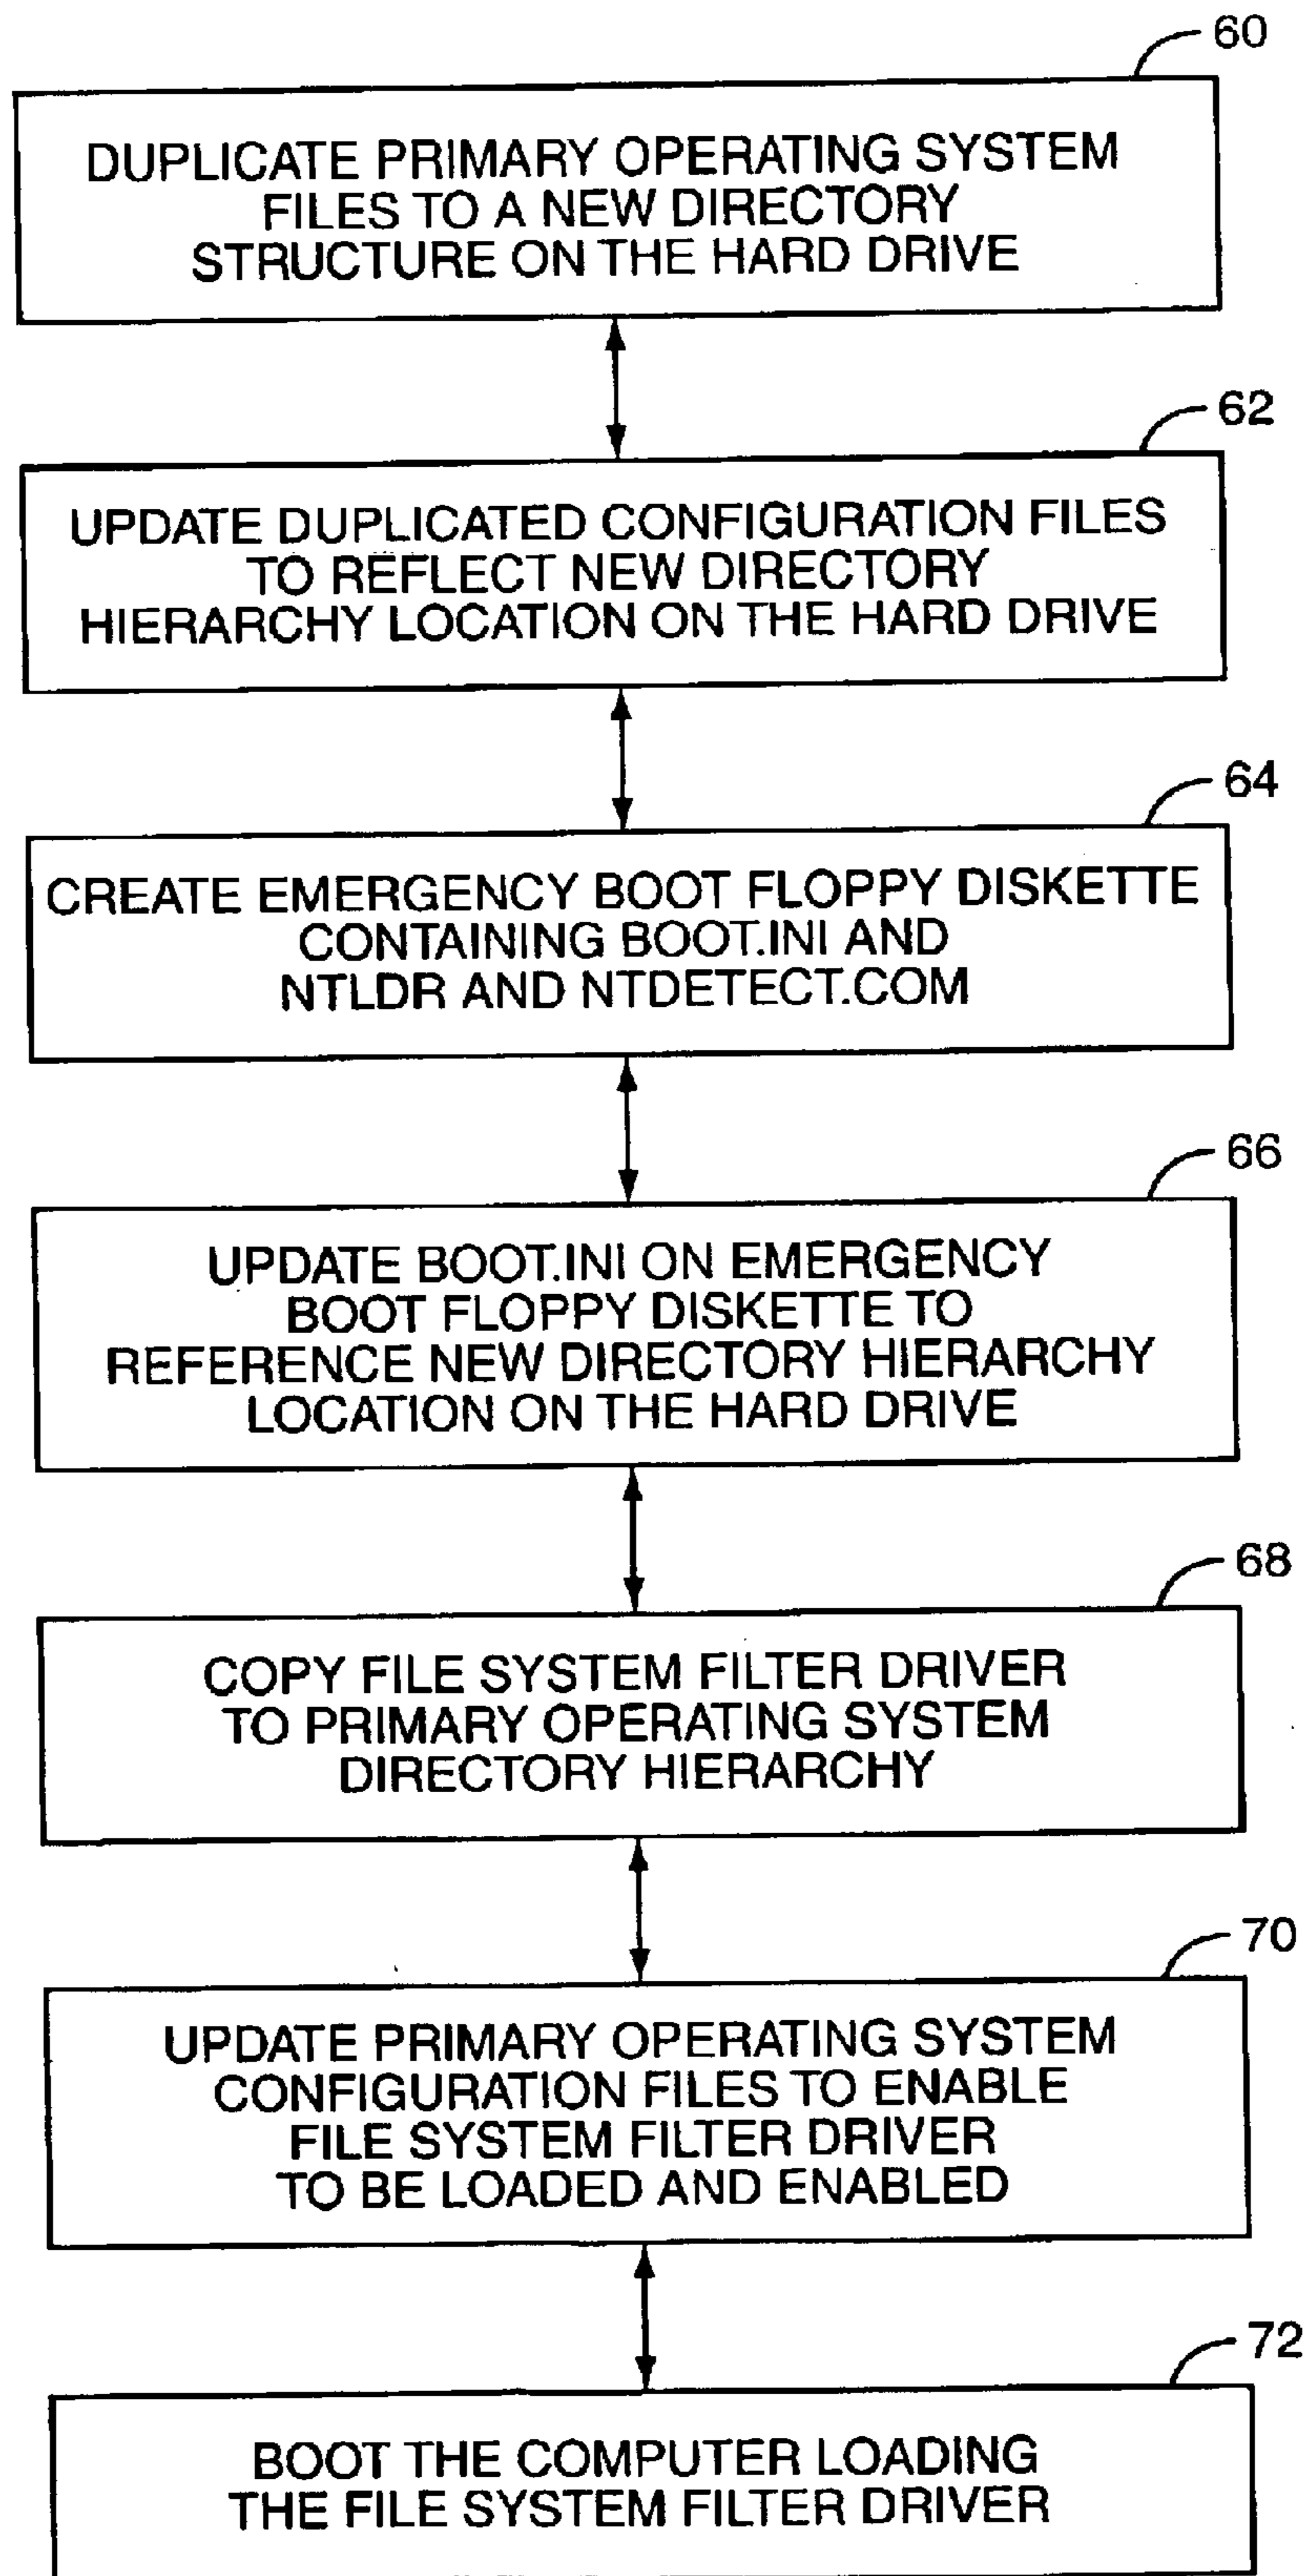 60
DUPLICATE PRIMARY OPERATING SYSTEM
FILES TO A NEW DIRECTORY
STRUCTURE ON THE HARD DRIVE
62
UPDATE DUPLICATED CONFIGURATION FILES
TO REFLECT NEW DIRECTORY
HIERARCHY LOCATION ON THE HARD DRIVE
64
CREATE EMERGENCY BOOT FLOPPY DISKETTE
CONTAINING BOOT.INI AND
NTLDR AND NTDETECT.COM
66
UPDATE BOOT.INI ON EMERGENCY
BOOT FLOPPY DISKETTE TO
REFERENCE NEW DIRECTORY HIERARCHY
LOCATION ON THE HARD DRIVE
68
COPY FILE SYSTEM FILTER DRIVER
TO PRIMARY OPERATING SYSTEM
DIRECTORY HIERARCHY
70
UPDATE PRIMARY OPERATING SYSTEM
CONFIGURATION FILES TO ENABLE
FILE SYSTEM FILTER DRIVER
TO BE LOADED AND ENABLED
72
BOOT THE COMPUTER LOADING
THE FILE SYSTEM FILTER DRIVER